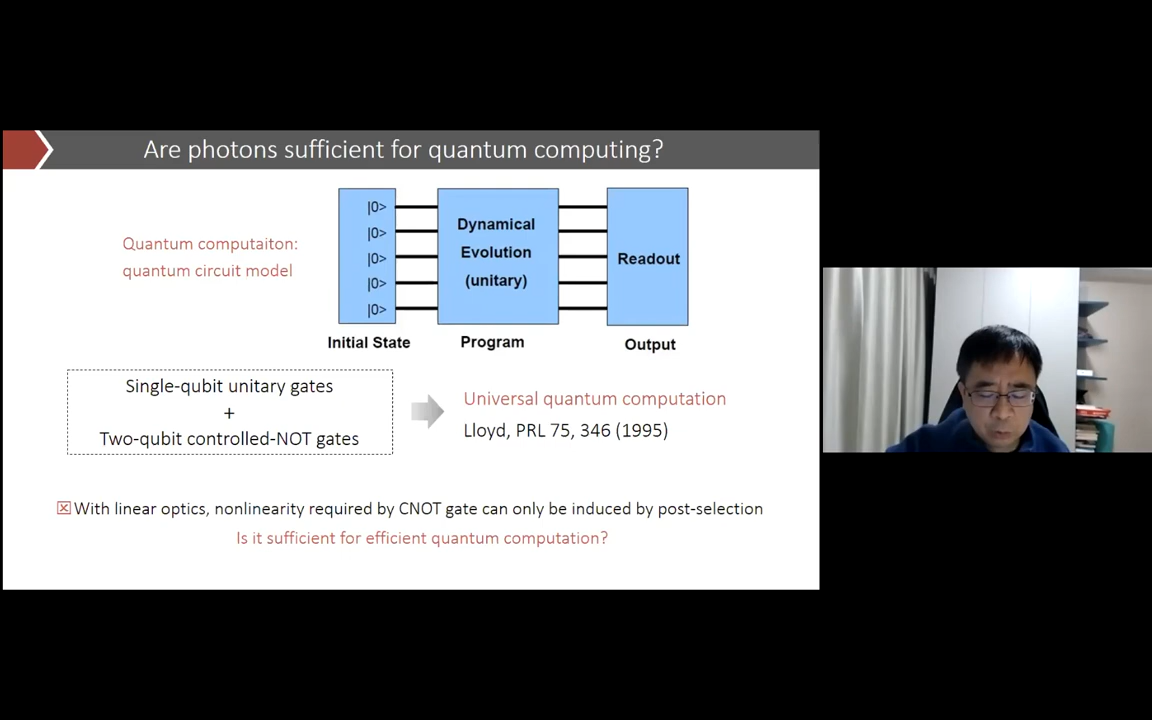 Are photons sufficient for quantum computing?
Quantum computaiton:
quantum circuit model
|0>
|0>
|0>
|0>
|0>
Dynamical
Evolution
(unitary)
Readout
Initial State
Program
Output
Single-qubit unitary gates
+
Two-qubit controlled-NOT gates
Universal quantum computation
Lloyd, PRL 75, 346 (1995)
With linear optics, nonlinearity required by CNOT gate can only be induced by post-selection
Is it sufficient for efficient quantum computation?